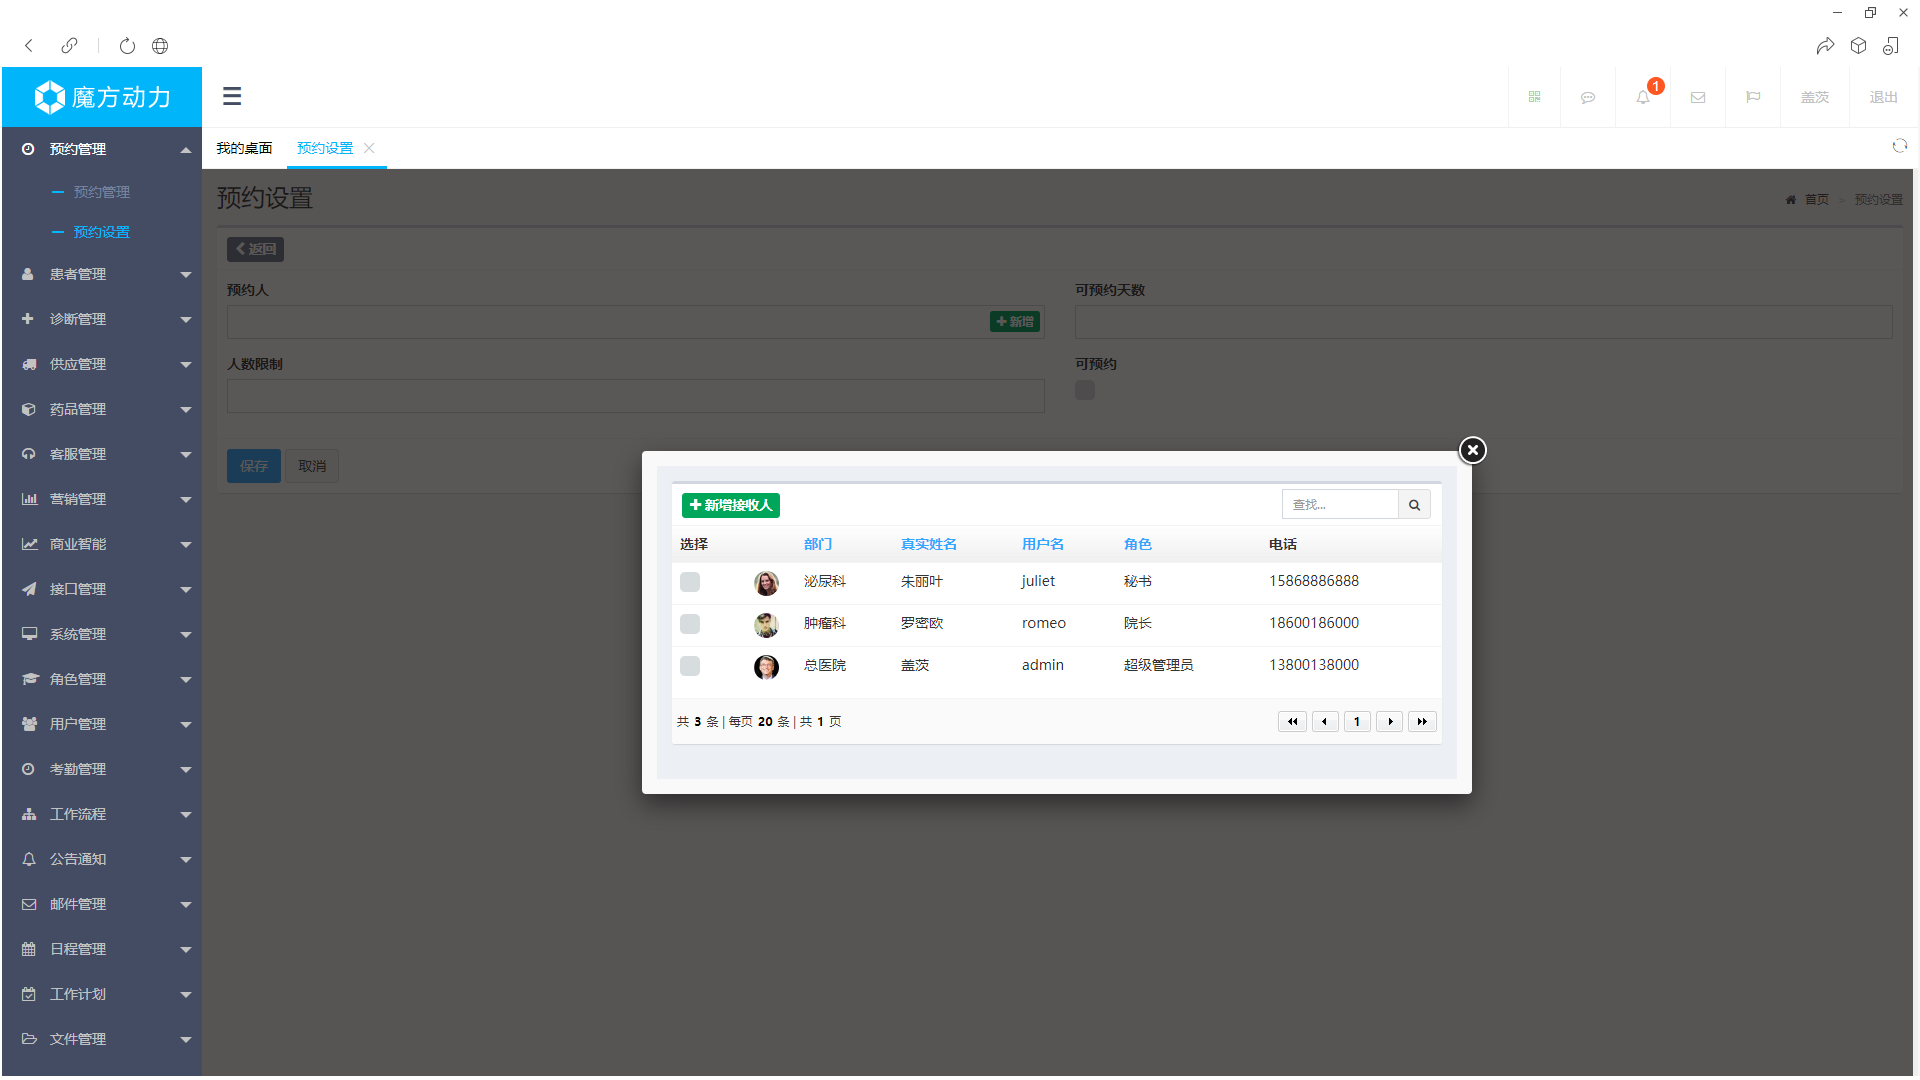 魔方动力
1
盖茨
退出
我的桌面
预约设置
预约管理
预约管理
预约设置
患者管理
诊断管理
供应管理
药品管理
客服管理
营销管理
商业智能
接口管理
系统管理
角色管理
用户管理
考勤管理
工作流程
公告通知
邮件管理
日程管理
工作计划
文件管理
预约设置
首页 > 预约设置
返回
预约人
可预约天数
新增
人数限制
可预约
保存 取消
新增接收人
查找...
选择 部门 真实姓名 用户名 角色 电话
泌尿科 朱丽叶 juliet 秘书 15868886888
肿瘤科 罗密欧 romeo 院长 18600186000
总医院 盖茨 admin 超级管理员 13800138000
共 3 条 | 每页 20 条 | 共 1 页
1